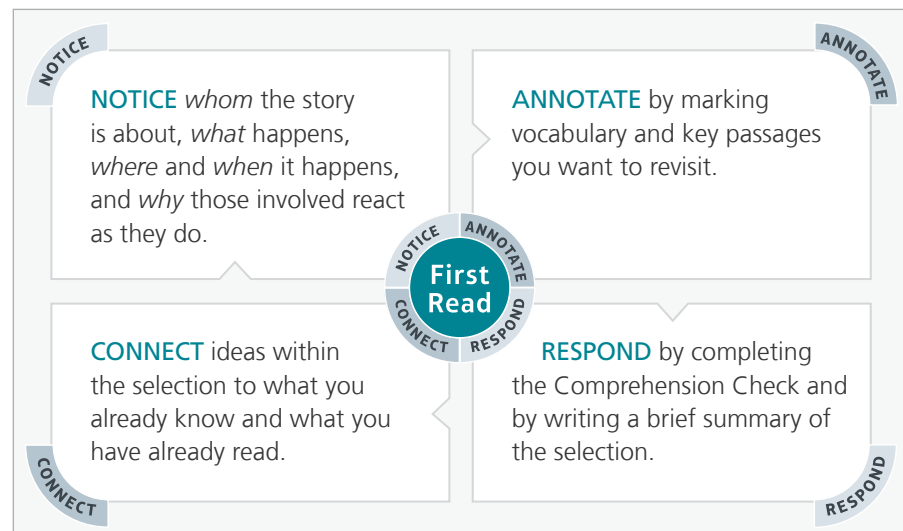 NOTICE
NOTICE whom the story
is about, what happens,
where and when it happens,
and why those involved react
as they do.
ANNOTATE
ANNOTATE by marking
vocabulary and key passages
you want to revisit.
NOTICE
ANNOTATE
First
Read
CONNECT
RESPOND
CONNECT ideas within
the selection to what you
already know and what you
have already read.
CONNECT
RESPOND by completing
the Comprehension Check and
by writing a brief summary of
the selection.
RESPOND